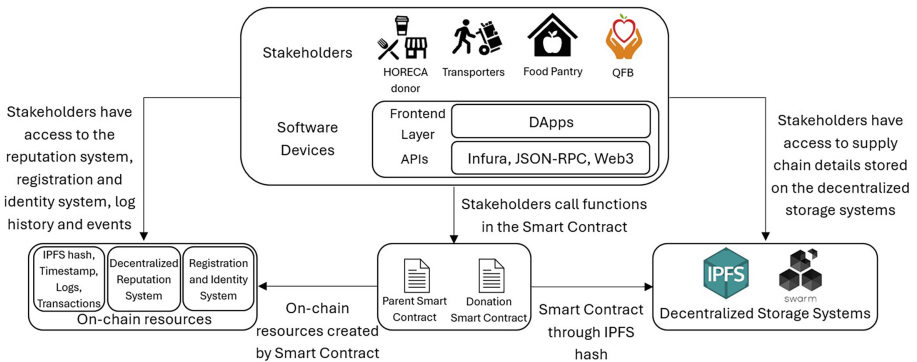 Stakeholders
HORECA
donor
Transporters
Food Pantry
QFB
Software
Devices
Frontend
Layer
APIs
DApps
Infura, JSON-RPC, Web3
Stakeholders have
access to the
reputation system,
registration and
identity system, log
history and events
Stakeholders have
access to supply
chain details stored
on the decentralized
storage systems
Stakeholders call functions
in the Smart Contract
IPFS hash,
Timestamp,
Logs,
Transactions
Decentralized
Reputation
System
Registration
and Identity
System
On-chain resources
On-chain
resources created
by Smart Contract
Parent Smart
Contract
Donation
Smart Contract
Smart Contract
through IPFS
hash
IPFS
swarm
Decentralized Storage Systems